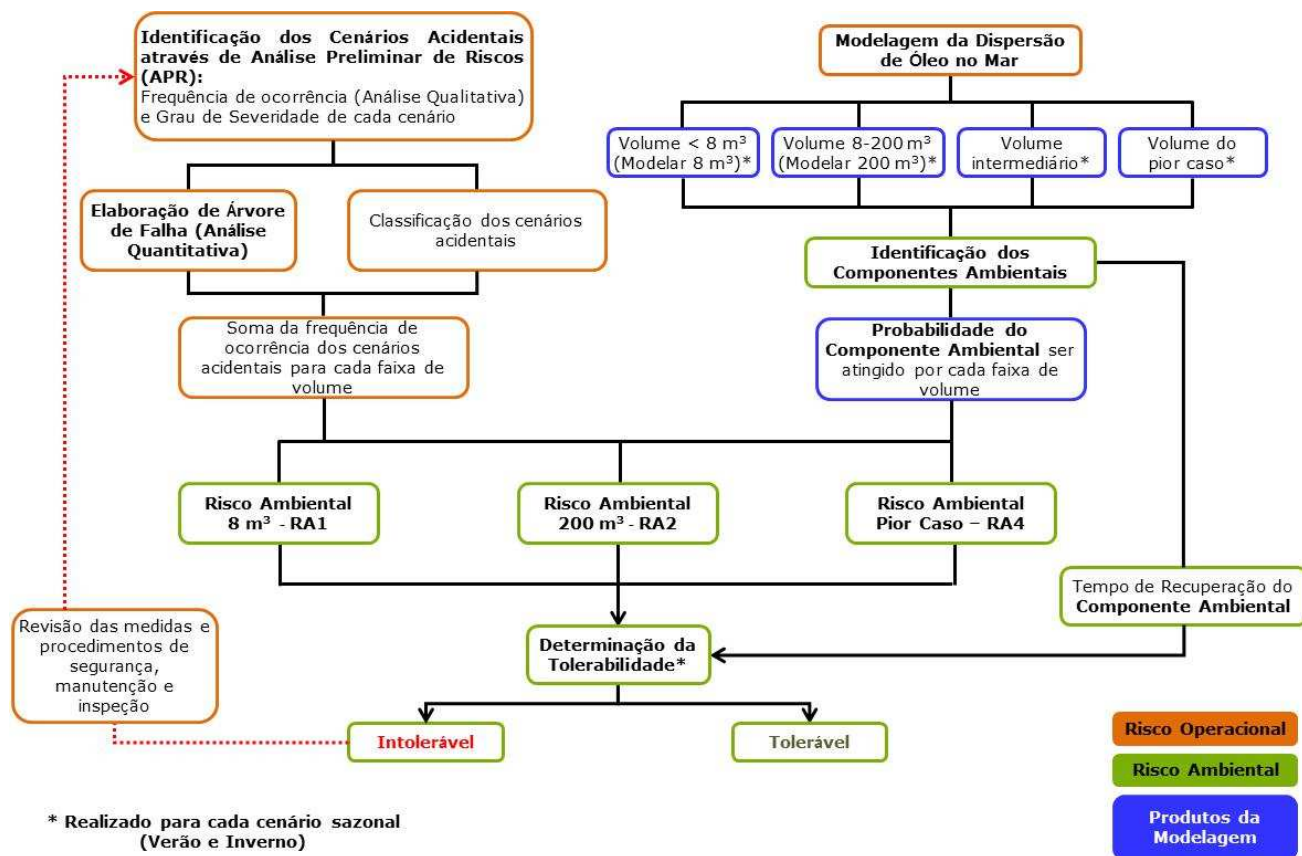 Identificação dos Cenários Acidentais
através de Análise Preliminar de Riscos
(APR):
Frequência de ocorrência (Análise Qualitativa)
e Grau de Severidade de cada cenário
Modelagem da Dispersão
de Óleo no Mar
Volume < 8 m³
(Modelar 8 m³)*
Volume 8-200 m³
(Modelar 200 m³)*
Volume
intermediário*
Volume do
pior caso*
Elaboração de Árvore
de Falha (Análise
Quantitativa)
Classificação dos cenários
acidentais
Identificação dos
Componentes Ambientais
Soma da frequência de
ocorrência dos cenários
acidentais para cada faixa de
volume
Probabilidade do
Componente Ambiental ser
atingido por cada faixa de
volume
Risco Ambiental
8 m³ - RA1
Risco Ambiental
200 m³ - RA2
Risco Ambiental
Pior Caso – RA4
Tempo de Recuperação do
Componente Ambiental
Revisão das medidas e
procedimentos de
segurança,
manutenção e
inspeção
Determinação da
Tolerabilidade*
Intolerável
Tolerável
Risco Operacional
Risco Ambiental
Produtos da
Modelagem
* Realizado para cada cenário sazonal
(Verão e Inverno)